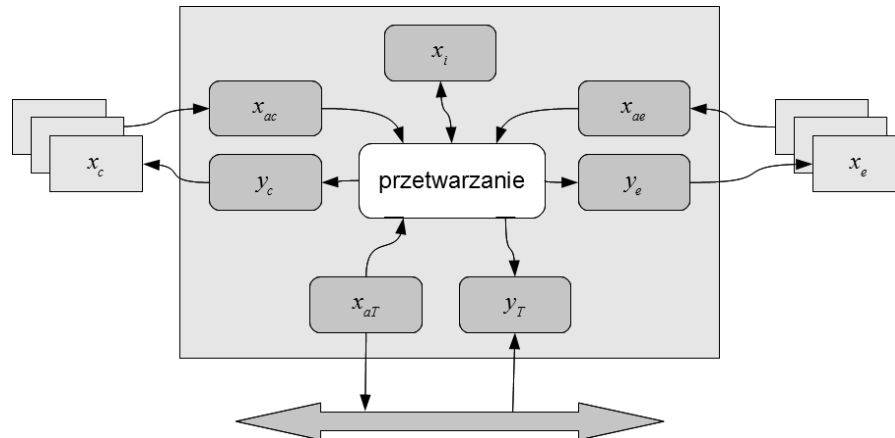 x_i
x_ac
x_ae
x_c
y_c
przetwarzanie
y_e
x_e
x_aT
y_T